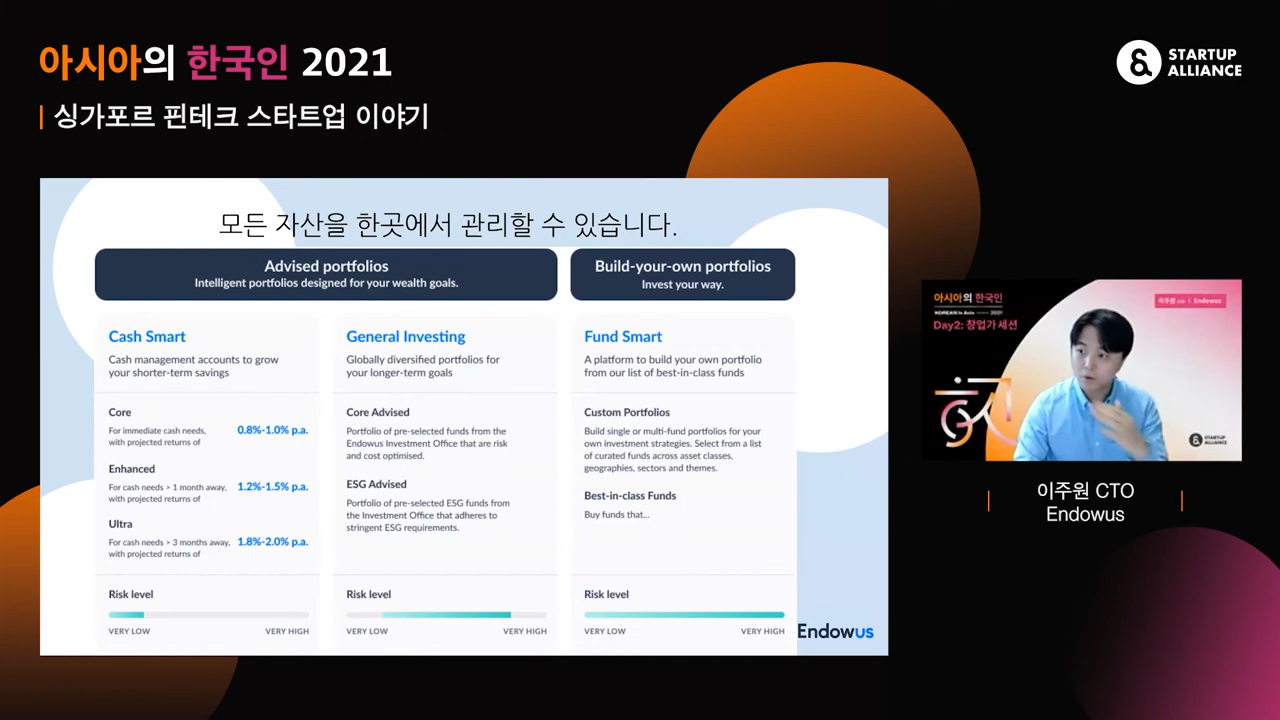 아시아의 한국인 2021
싱가포르 핀테크 스타트업 이야기
STARTUP
ALLIANCE
모든 자산을 한곳에서 관리할 수 있습니다.
Advised portfolios
Intelligent portfolios designed for your wealth goals.
Build-your-own portfolios
Invest your way.
Cash Smart
Cash management accounts to grow
your shorter-term savings
Core
For immediate cash needs,
with projected returns of
0.8%-1.0% p.a.
Enhanced
For cash needs > 1 month away,
with projected returns of
1.2%-1.5% p.a.
Ultra
For cash needs > 3 months away,
with projected returns of
1.8%-2.0% p.a.
Risk level
VERY LOW VERY HIGH
General Investing
Globally diversified portfolios for
your longer-term goals
Core Advised
Portfolio of pre-selected funds from the
Endowus Investment Office that are risk
and cost optimised.
ESG Advised
Portfolio of pre-selected ESG funds from
the Investment Office that adheres to
stringent ESG requirements.
Risk level
VERY LOW VERY HIGH
Fund Smart
A platform to build your own portfolio
from our list of best-in-class funds
Custom Portfolios
Build single or multi-fund portfolios for your
own investment strategies. Select from a list
of curated funds across asset classes,
geographies, sectors and themes.
Best-in-class Funds
Buy funds that...
Risk level
VERY LOW VERY HIGH
Endowus
아시아의 한국인
KOREAN in Asia 2021
Day2: 창업가 세션
이주원 CTO | Endowus
STARTUP
ALLIANCE
이주원 CTO
Endowus